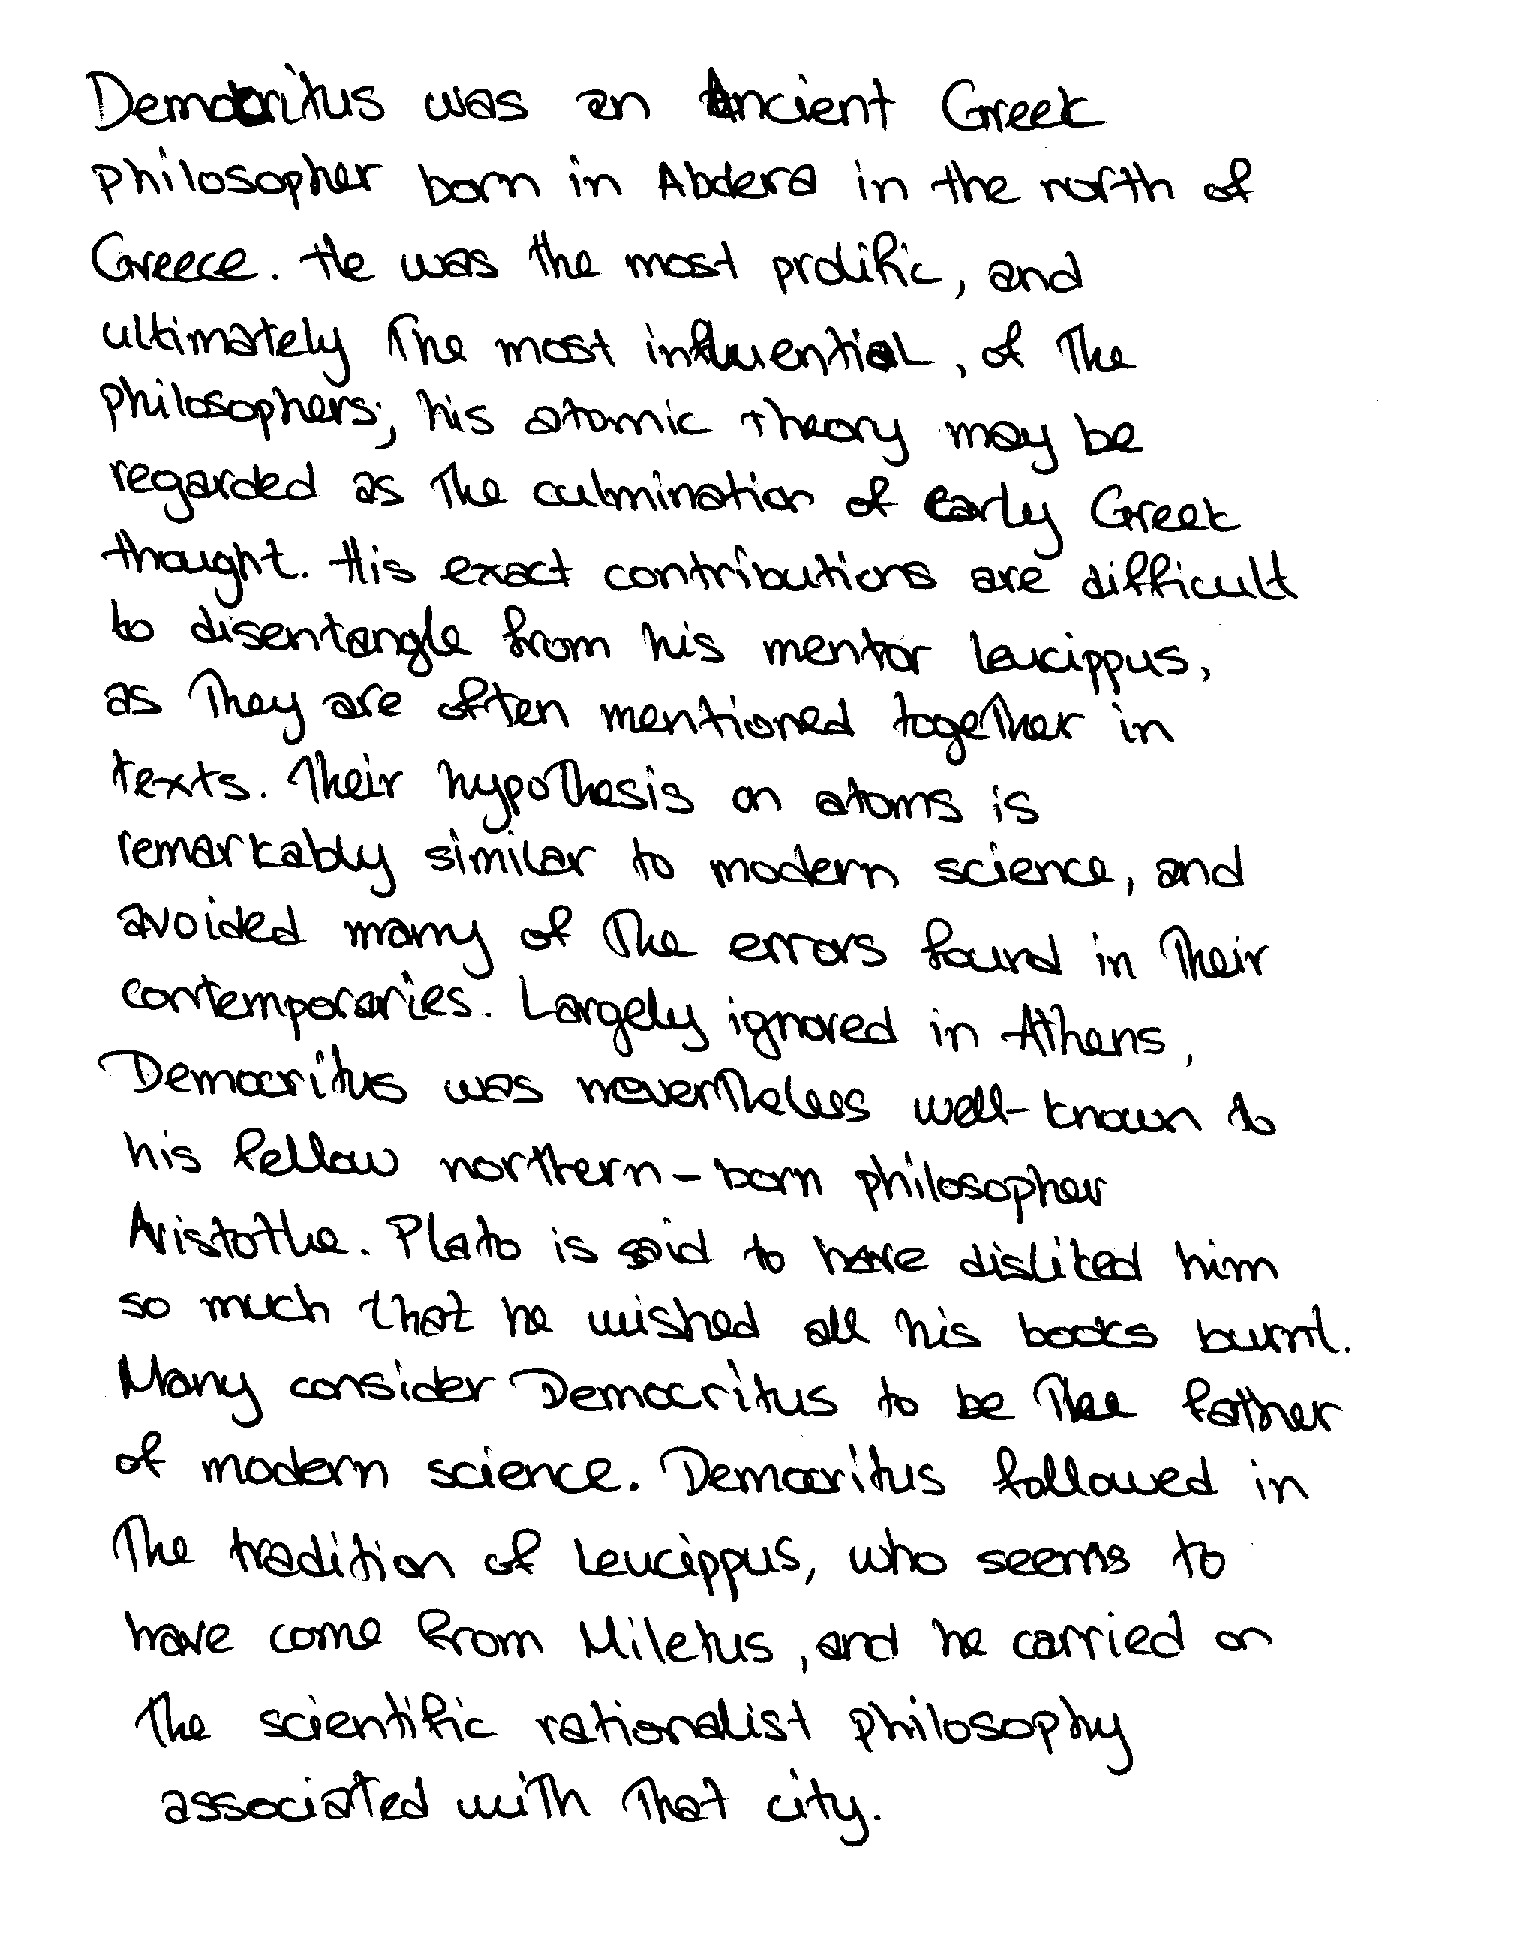 Democritus was an Ancient Greek
philosopher born in Abdera in the north of
Greece. He was the most prolific, and
ultimately the most influential, of the
philosophers; his atomic theory may be
regarded as the culmination of early Greek
thought. His exact contributions are difficult
to disentangle from his mentor Leucippus,
as they are often mentioned together in
texts. Their hypothesis on atoms is
remarkably similar to modern science, and
avoided many of the errors found in their
contemporaries. Largely ignored in Athens,
Democritus was nevertheless well-known to
his fellow northern-born philosopher
Aristothe. Plato is said to have disliked him
so much that he wished all his books burnt.
Many consider Democritus to be the father
of modern science. Democritus followed in
the tradition of Leucippus, who seems to
have come from Miletus, and he carried on
the scientific rationalist philosophy
associated with that city.